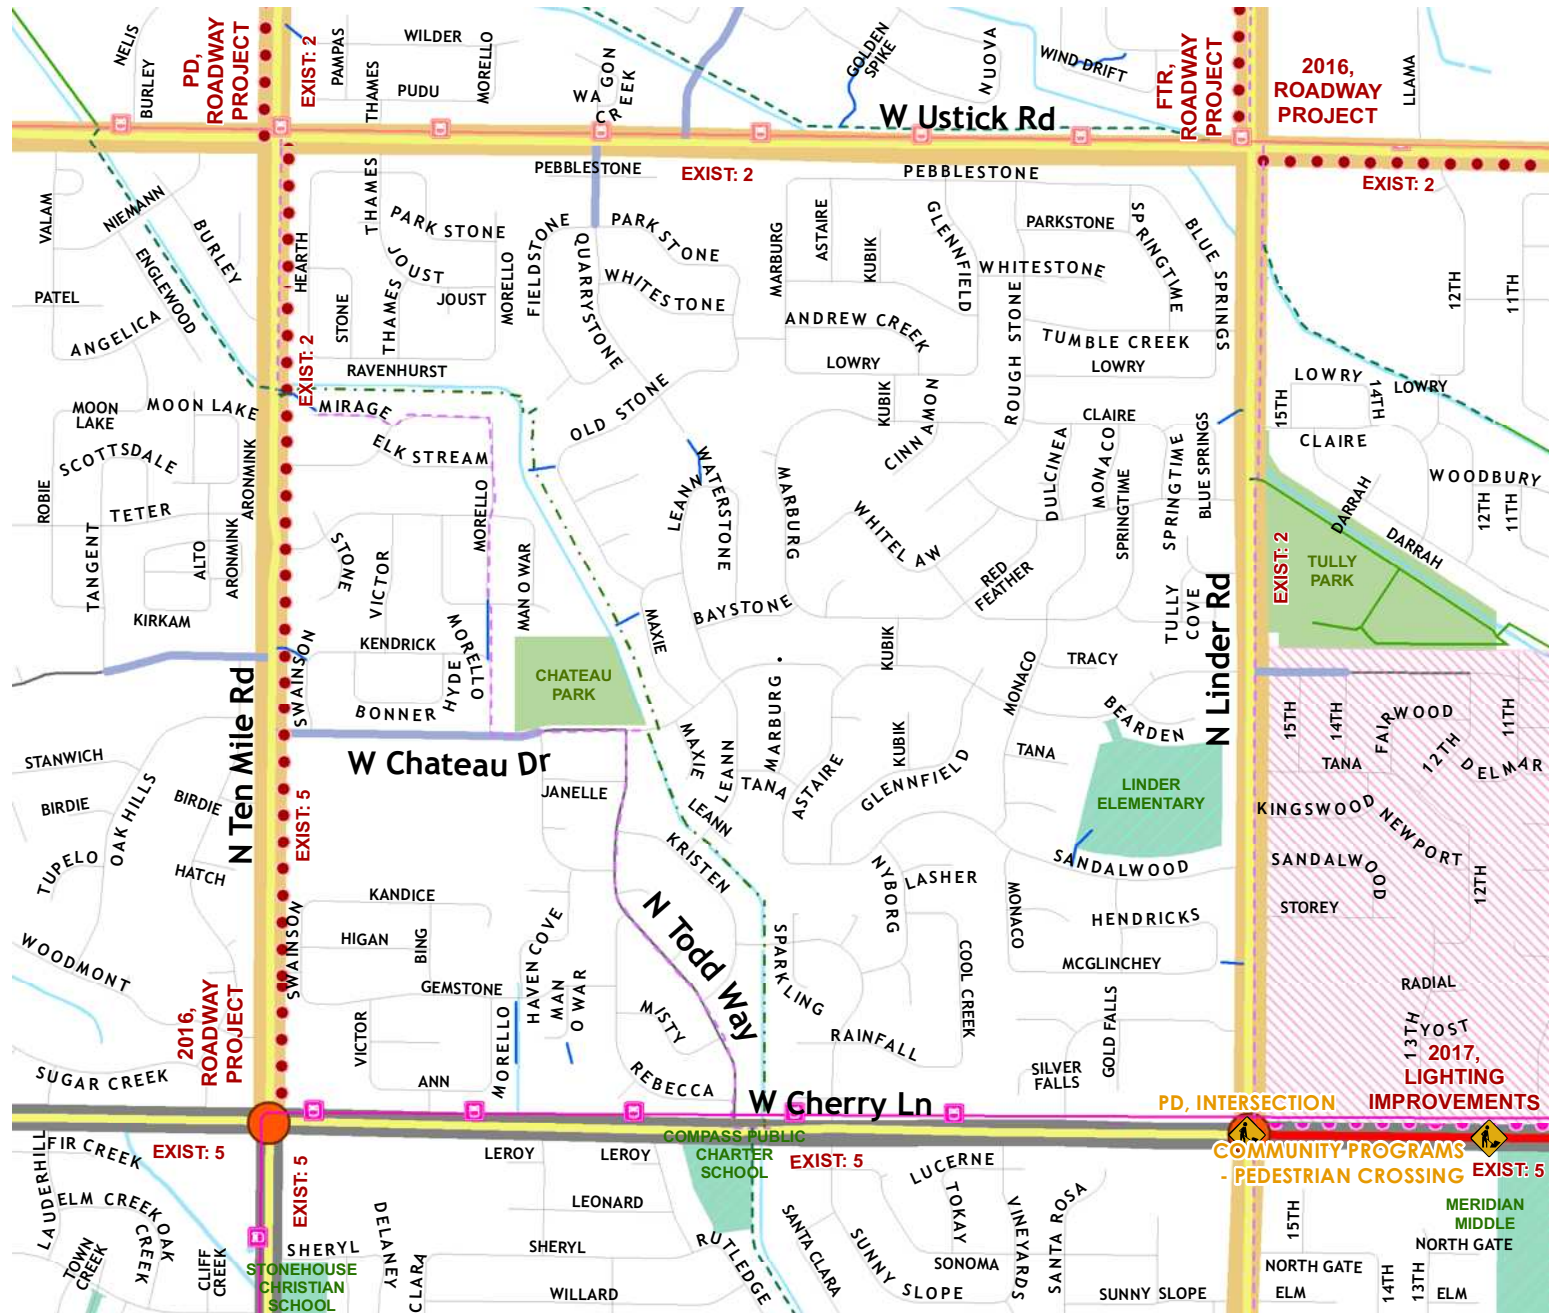 NELIS
BURLEY
PD,
ROADWAY
PROJECT
EXIST: 2
PAMPAS
WILDER
MORELLO
THAMES
PUDU
WAGON
CREEK
GOLDEN
SPIKE
NUOVA
WIND DRIFT
FTR,
ROADWAY
PROJECT
2016,
ROADWAY
PROJECT
LLAMA
W Ustick Rd
PEBBLESTONE
EXIST: 2
PEBBLESTONE
EXIST: 2
VALAM
NIEMANN
BURLEY
ENGLEWOOD
PATEL
ANGELICA
HEARTH
THAMES
PARK STONE
JOUST
JOUST
STONE
THAMES
MORELLO
FIELDSTONE
QUARRYSTONE
PARK STONE
WHITESTONE
MARBURG
ASTAIRE
KUBIK
GLENNFIELD
PARKSTONE
SPRINGTIME
BLUE SPRINGS
WHITESTONE
ROUGH STONE
ANDREW CREEK
TUMBLE CREEK
LOWRY
LOWRY
12TH
11TH
EXIST: 2
RAVENHURST
MOON
LAKE
MOON LAKE
MIRAGE
OLD STONE
KUBIK
CINNAMON
CLAIRE
LOWRY
14TH
LOWRY
15TH
CLAIRE
SCOTTSDALE
ELK STREAM
ARONMINK
ROBIE
TETER
TANGENT
ALTO
ARONMINK
KIRKAM
STONE
VICTOR
MORELLO
MAN O WAR
WATERSTONE
LEANN
MARBURG
WHITELAW
DULCINEA
MONACO
SPRINGTIME
SPRINGTIME
BLUE SPRINGS
WOODBURY
DARRAH
DARRAH
12TH
11TH
EXIST: 2
TULLY
PARK
RED
FEATHER
TULLY
COVE
N Linder Rd
BAYSTONE
MAXIE
KUBIK
KENDRICK
MORELLO
HYDE
SWAINSON
BONNER
CHATEAU
PARK
MONACO
TRACY
BEARDEN
N Ten Mile Rd
W Chateau Dr
STANWICH
BIRDIE
BIRDIE
OAK HILLS
TUPELO
HATCH
EXIST: 5
JANELLE
MAXIE
LEANN
MARBURG
TANA
ASTAIRE
KUBIK
GLENNFIELD
TANA
LINDER
ELEMENTARY
15TH
14TH
FAIRWOOD
11TH
12TH
DELMAR
TANA
KINGSWOOD
NEWPORT
LEANN
KRISTEN
SANDALWOOD
SANDALWOOD
12TH
KANDICE
NYBORG
LASHER
MONACO
HENDRICKS
STOREY
HIGAN
BING
SWAINSON
HAVEN COVE
N Todd Way
SPARKLING
COOL CREEK
MCGLINCHEY
WOODMONT
2016,
ROADWAY
PROJECT
GEMSTONE
VICTOR
MORELLO
MAN
O WAR
MISTY
RAINFALL
GOLD FALLS
RADIAL
13TH
YOST
2017,
LIGHTING
IMPROVEMENTS
SUGAR CREEK
ANN
REBECCA
SILVER
FALLS
W Cherry Ln
PD, INTERSECTION
COMMUNITY PROGRAMS
- PEDESTRIAN CROSSING
EXIST: 5
LAUDERHILL
FIR CREEK
EXIST: 5
EXIST: 5
LEROY
LEROY
COMPASS PUBLIC
CHARTER
SCHOOL
EXIST: 5
LUCERNE
TOKAY
VINEYARDS
SANTA ROSA
MERIDIAN
MIDDLE
ELM CREEK
OAK
CREEK
TOWN
CREEK
CLIFF
CREEK
SHERYL
DELANEY
CLARA
LEONARD
SHERYL
WILLARD
RUTLEDGE
SANTA CLARA
SUNNY SLOPE
SONOMA
SUNNY SLOPE
15TH
NORTH GATE
NORTH GATE
14TH
13TH
ELM
ELM
STONEHOUSE
CHRISTIAN
SCHOOL